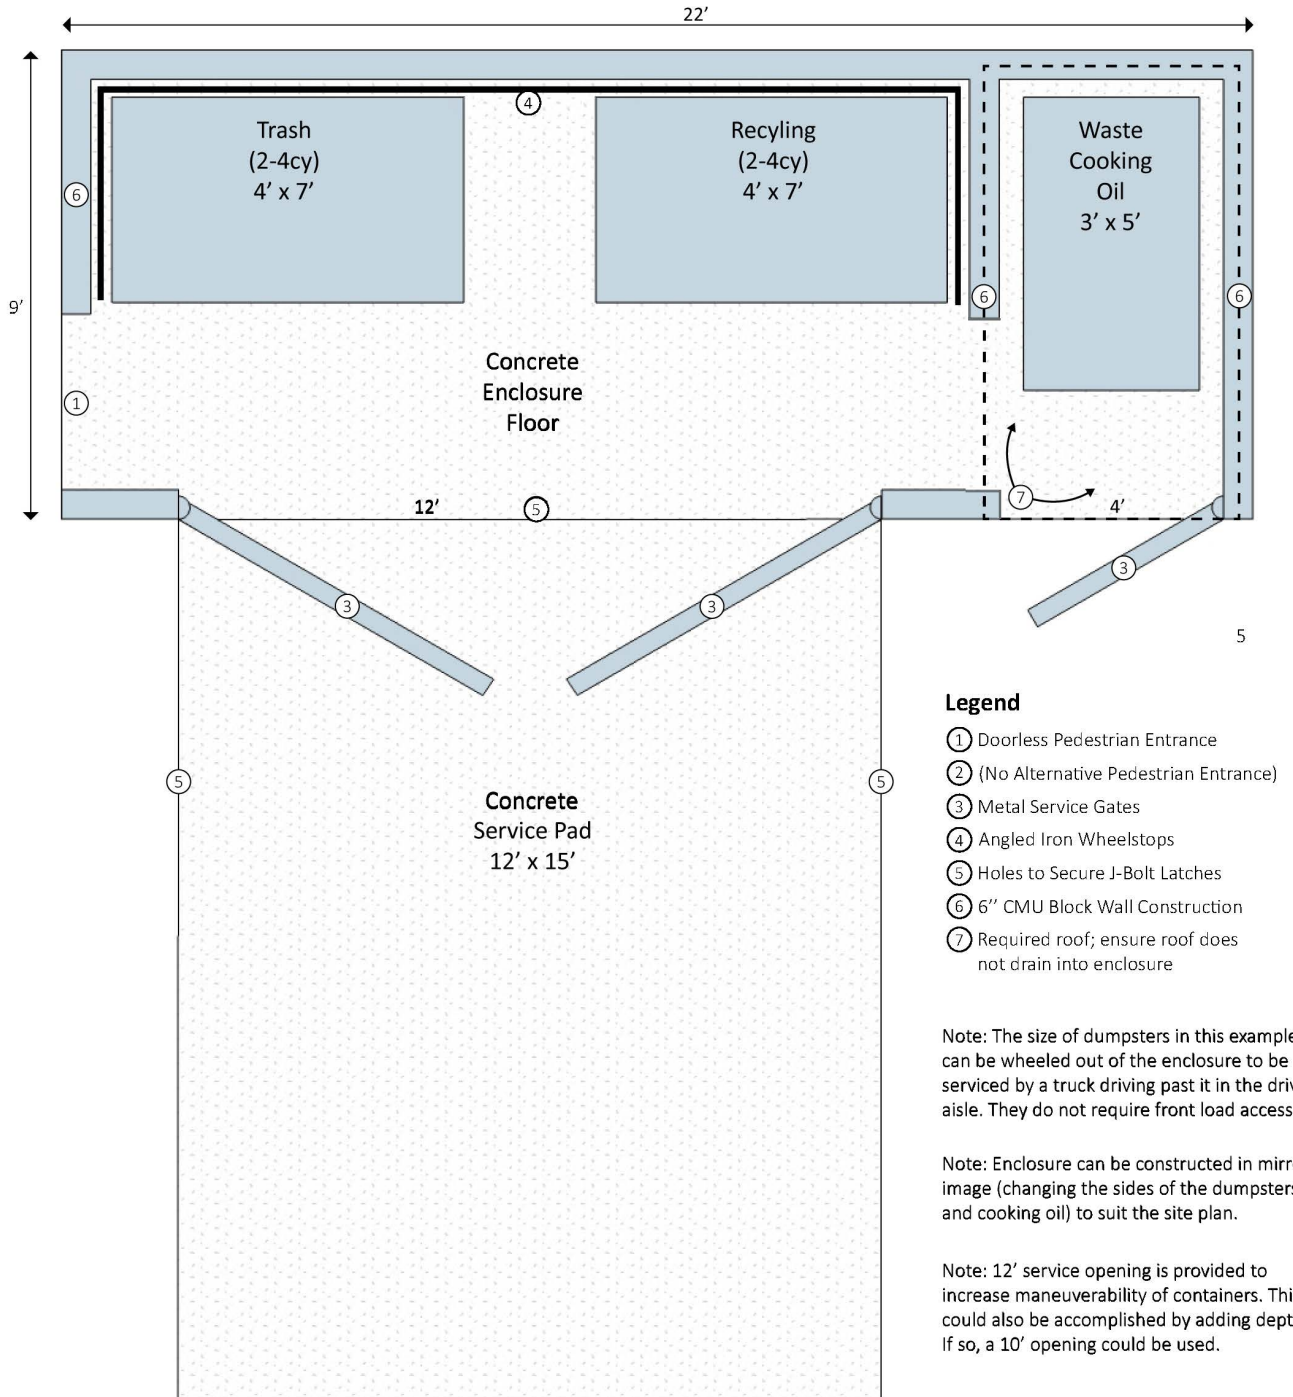 22'
9'
Trash
(2-4cy)
4' x 7'
4
Recyling
(2-4cy)
4' x 7'
Waste
Cooking
Oil
3' x 5'
6
6
6
Concrete
Enclosure
Floor
1
12'
5
7
4'
3
3
3
5
5
5
Concrete
Service Pad
12' x 15'
Legend
1 Doorless Pedestrian Entrance
2 (No Alternative Pedestrian Entrance)
3 Metal Service Gates
4 Angled Iron Wheelstops
5 Holes to Secure J-Bolt Latches
6 6'' CMU Block Wall Construction
7 Required roof; ensure roof does
not drain into enclosure
Note: The size of dumpsters in this example
can be wheeled out of the enclosure to be
serviced by a truck driving past it in the driv
aisle. They do not require front load access
Note: Enclosure can be constructed in mirr
image (changing the sides of the dumpsters
and cooking oil) to suit the site plan.
Note: 12' service opening is provided to
increase maneuverability of containers. Thi
could also be accomplished by adding dept
If so, a 10' opening could be used.